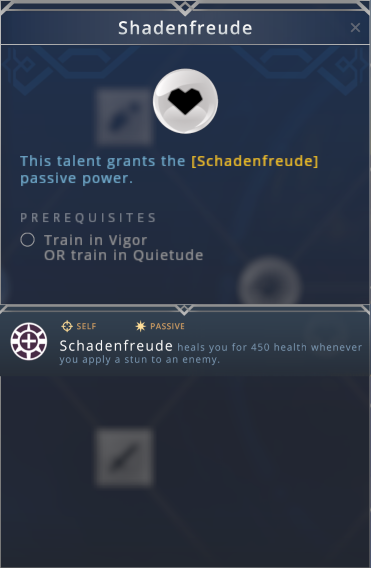 Shadenfreude
This talent grants the [Schadenfreude]
passive power.
PREREQUISITES
Train in Vigor
OR train in Quietude
SELF PASSIVE
Schadenfreude heals you for 450 health whenever
you apply a stun to an enemy.